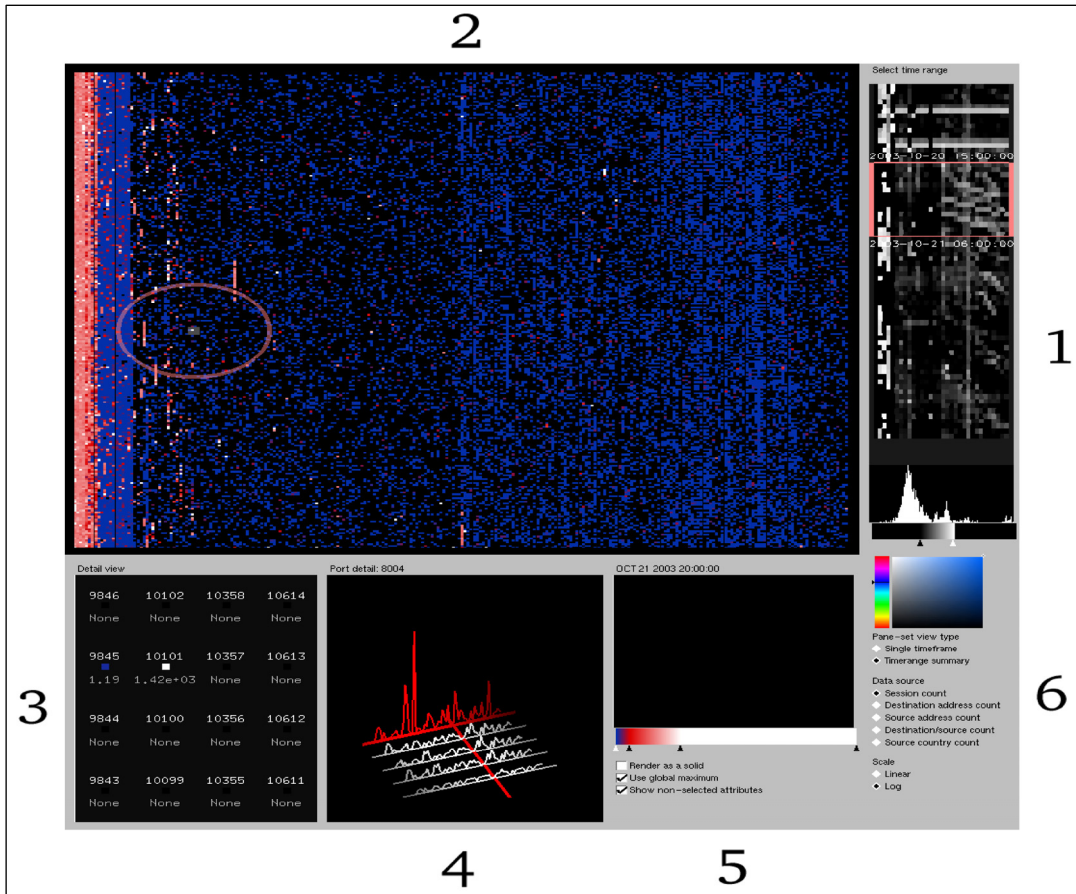 2
Select time range
2003-10-20 15:00:00
2003-10-21 06:00:00
1
Detail view
9846 10102 10358 10614
None None None None
9845 10101 10357 10613
1.19 1.42e+03 None None
9844 10100 10356 10612
None None None None
9843 10099 10355 10611
None None None None
3
Port detail: 8004
4
OCT 21 2003 20:00:00
Render as a solid
Use global maximum
Show non-selected attributes
5
Pane-set view type
Single timeframe
Timerange summary
Data source
Session count
Destination address count
Source address count
Destination/source count
Source country count
Scale
Linear
Log
6